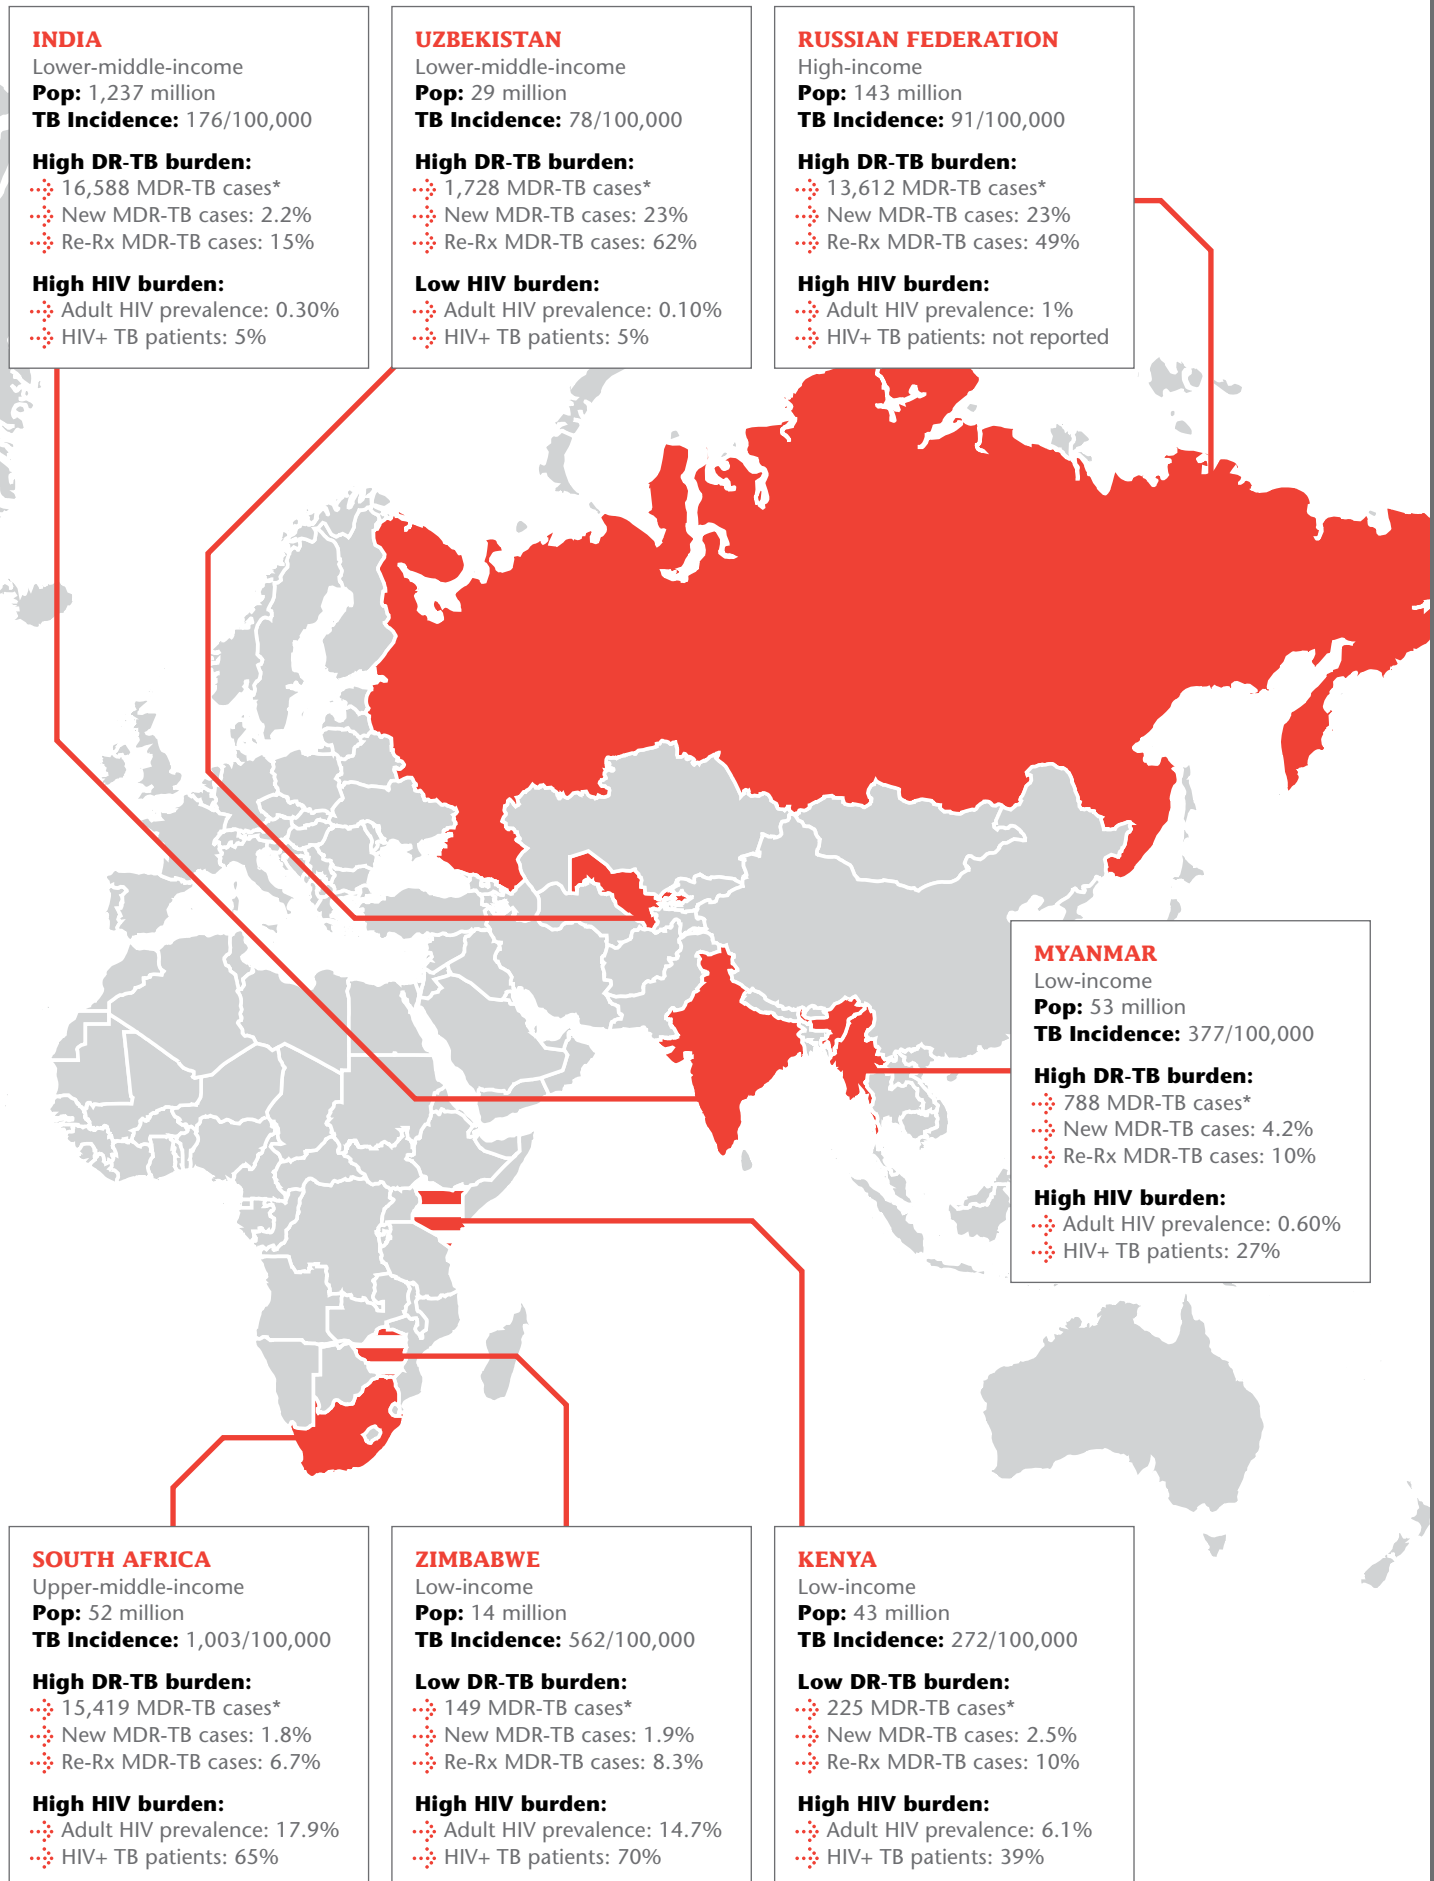 INDIA
Lower-middle-income
Pop: 1,237 million
TB Incidence: 176/100,000
High DR-TB burden:
16,588 MDR-TB cases*
New MDR-TB cases: 2.2%
Re-Rx MDR-TB cases: 15%
High HIV burden:
Adult HIV prevalence: 0.30%
HIV+ TB patients: 5%
UZBEKISTAN
Lower-middle-income
Pop: 29 million
TB Incidence: 78/100,000
High DR-TB burden:
1,728 MDR-TB cases*
New MDR-TB cases: 23%
Re-Rx MDR-TB cases: 62%
Low HIV burden:
Adult HIV prevalence: 0.10%
HIV+ TB patients: 5%
RUSSIAN FEDERATION
High-income
Pop: 143 million
TB Incidence: 91/100,000
High DR-TB burden:
13,612 MDR-TB cases*
New MDR-TB cases: 23%
Re-Rx MDR-TB cases: 49%
High HIV burden:
Adult HIV prevalence: 1%
HIV+ TB patients: not reported
MYANMAR
Low-income
Pop: 53 million
TB Incidence: 377/100,000
High DR-TB burden:
788 MDR-TB cases*
New MDR-TB cases: 4.2%
Re-Rx MDR-TB cases: 10%
High HIV burden:
Adult HIV prevalence: 0.60%
HIV+ TB patients: 27%
SOUTH AFRICA
Upper-middle-income
Pop: 52 million
TB Incidence: 1,003/100,000
High DR-TB burden:
15,419 MDR-TB cases*
New MDR-TB cases: 1.8%
Re-Rx MDR-TB cases: 6.7%
High HIV burden:
Adult HIV prevalence: 17.9%
HIV+ TB patients: 65%
ZIMBABWE
Low-income
Pop: 14 million
TB Incidence: 562/100,000
Low DR-TB burden:
149 MDR-TB cases*
New MDR-TB cases: 1.9%
Re-Rx MDR-TB cases: 8.3%
High HIV burden:
Adult HIV prevalence: 14.7%
HIV+ TB patients: 70%
KENYA
Low-income
Pop: 43 million
TB Incidence: 272/100,000
Low DR-TB burden:
225 MDR-TB cases*
New MDR-TB cases: 2.5%
Re-Rx MDR-TB cases: 10%
High HIV burden:
Adult HIV prevalence: 6.1%
HIV+ TB patients: 39%